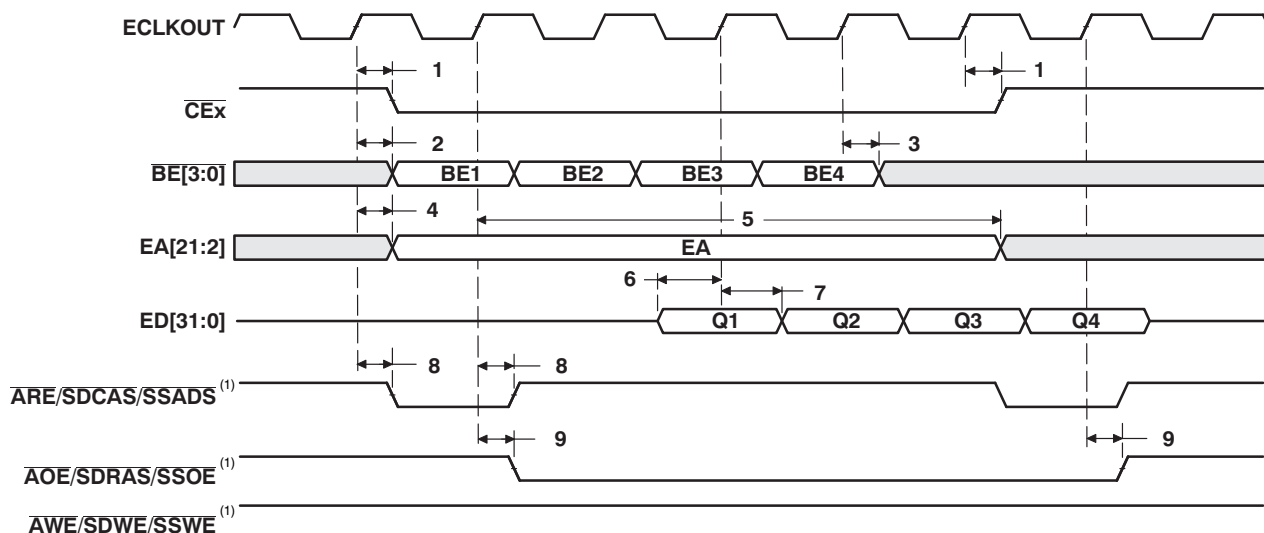 ECLKOUT
1 1
CEx
2 3
BE[3:0] BE1 BE2 BE3 BE4
4 5
EA[21:2] EA
6 7
ED[31:0] Q1 Q2 Q3 Q4
8 8
ARE/SDCAS/SSADS (1)
9 9
AOE/SDRAS/SSOE (1)
AWE/SDWE/SSWE (1)